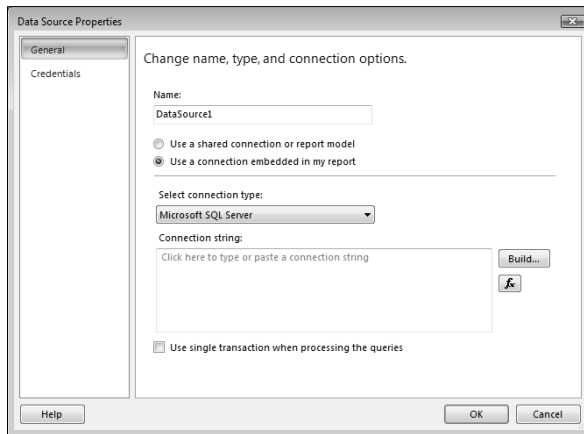 Data Source Properties
General
Credentials
Change name, type, and connection options.
Name:
DataSource1
Use a shared connection or report model
Use a connection embedded in my report
Select connection type:
Microsoft SQL Server
Connection string:
Click here to type or paste a connection string
Build...
fx
Use single transaction when processing the queries
Help
OK
Cancel